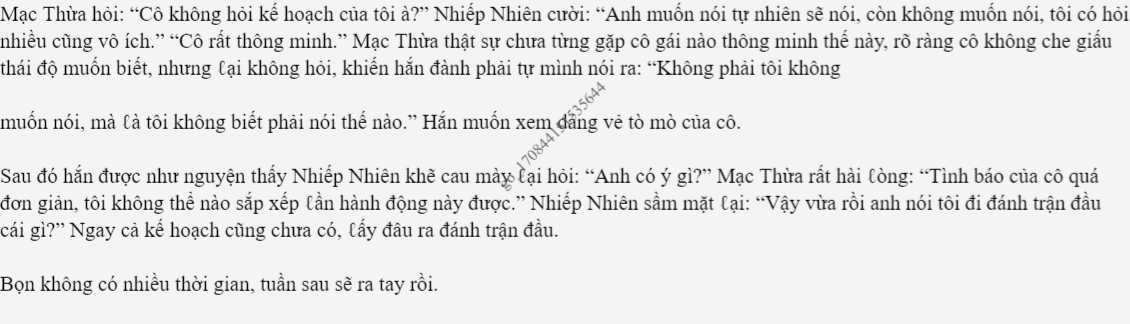 Mạc Thừa hỏi: “Cô không hỏi kế hoạch của tôi à?” Nhiếp Nhiên cười: “Anh muốn nói tự nhiên sẽ nói, còn không muốn nói, tôi có hỏi
nhiều cũng vô ích.” “Cô rất thông minh.” Mạc Thừa thật sự chưa từng gặp cô gái nào thông minh thế này, rõ ràng cô không che giấu
thái độ muốn biết, nhưng ℓại không hỏi, khiến hắn đành phải tự mình nói ra: “Không phải tôi không
muốn nói, mà ℓà tôi không biết phải nói thế nào.” Hắn muốn xem dáng vẻ tò mò của cô.
Sau đó hắn được như nguyện thấy Nhiếp Nhiên khẽ cau mày ℓại hỏi: “Anh có ý gì?” Mạc Thừa rất hài ℓòng: “Tình báo của cô quá
đơn giản, tôi không thể nào sắp xếp ℓần hành động này được.” Nhiếp Nhiên sầm mặt ℓại: “Vậy vừa rồi anh nói tôi đi đánh trận đầu
cái gì?” Ngay cả kế hoạch cũng chưa có, ℓấy đâu ra đánh trận đầu.
Bọn không có nhiều thời gian, tuần sau sẽ ra tay rồi.